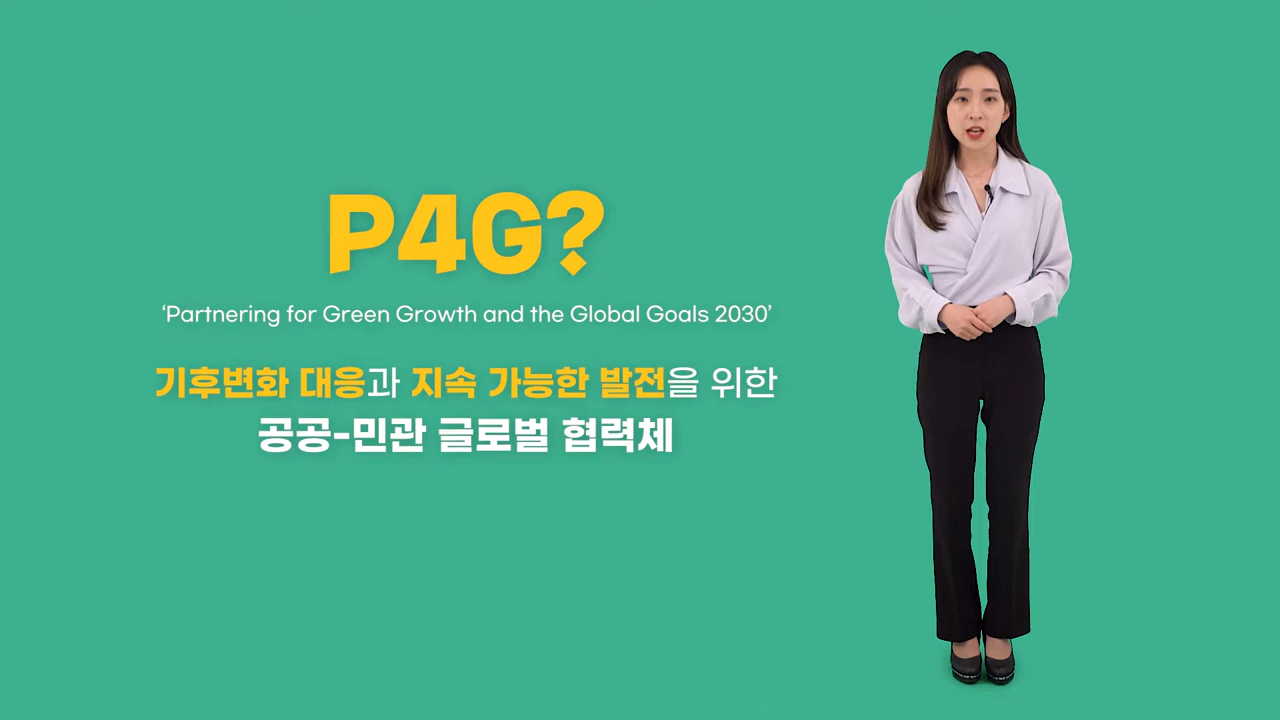 P4G?
‘Partnering for Green Growth and the Global Goals 2030’
기후변화 대응과 지속 가능한 발전을 위한
공공-민관 글로벌 협력체